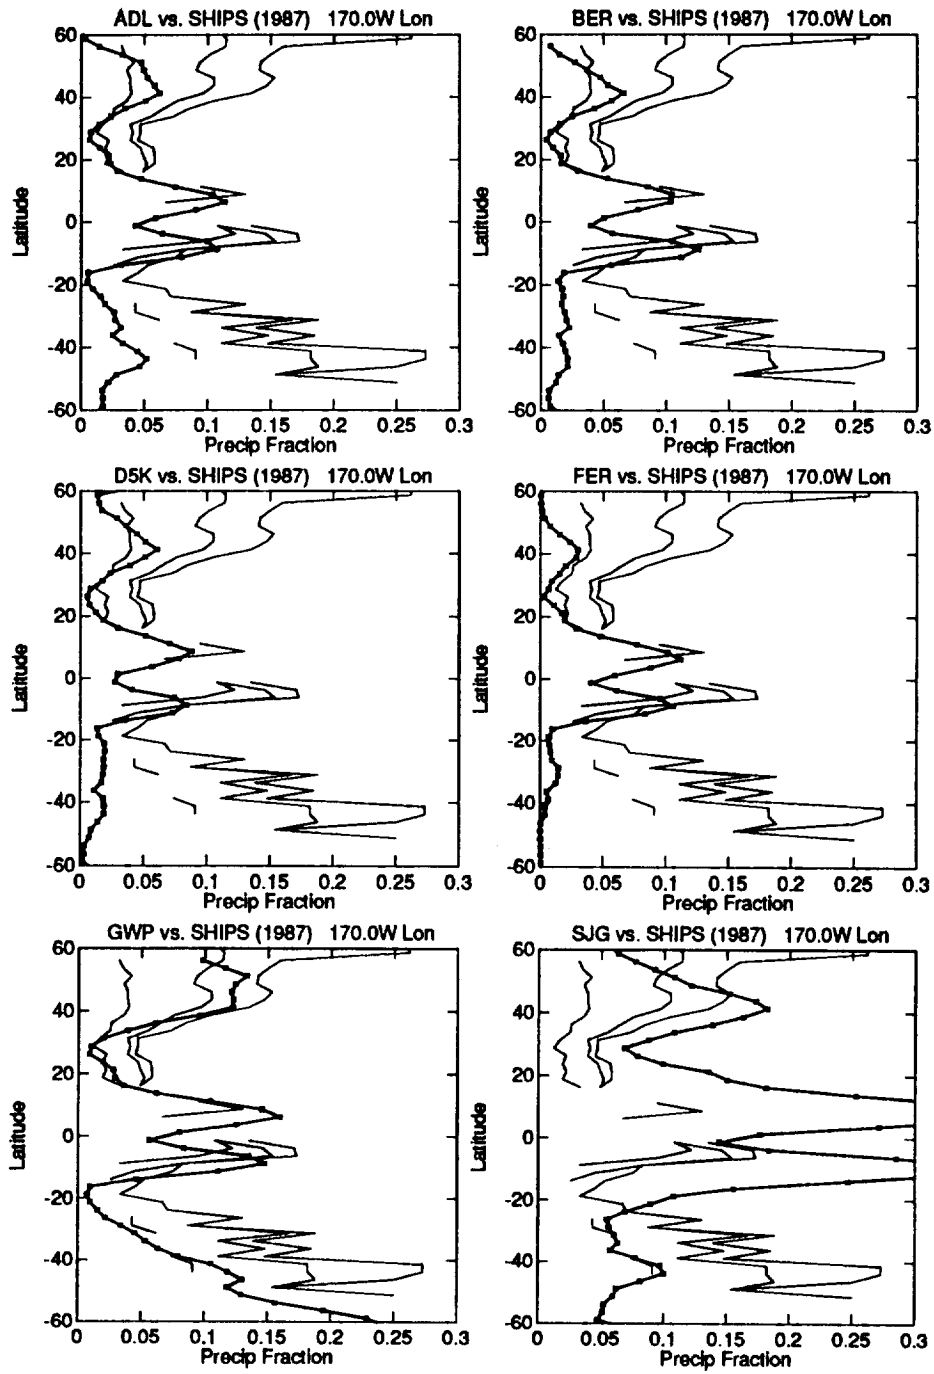 ADL vs. SHIPS (1987) 170.0W Lon
60
40
20
0
-20
-40
-60
Latitude
0 0.05 0.1 0.15 0.2 0.25 0.3
Precip Fraction
BER vs. SHIPS (1987) 170.0W Lon
60
40
20
0
-20
-40
-60
Latitude
0 0.05 0.1 0.15 0.2 0.25 0.3
Precip Fraction
D5K vs. SHIPS (1987) 170.0W Lon
60
40
20
0
-20
-40
-60
Latitude
0 0.05 0.1 0.15 0.2 0.25 0.3
Precip Fraction
FER vs. SHIPS (1987) 170.0W Lon
60
40
20
0
-20
-40
-60
Latitude
0 0.05 0.1 0.15 0.2 0.25 0.3
Precip Fraction
GWP vs. SHIPS (1987) 170.0W Lon
60
40
20
0
-20
-40
-60
Latitude
0 0.05 0.1 0.15 0.2 0.25 0.3
Precip Fraction
SJG vs. SHIPS (1987) 170.0W Lon
60
40
20
0
-20
-40
-60
Latitude
0 0.05 0.1 0.15 0.2 0.25 0.3
Precip Fraction